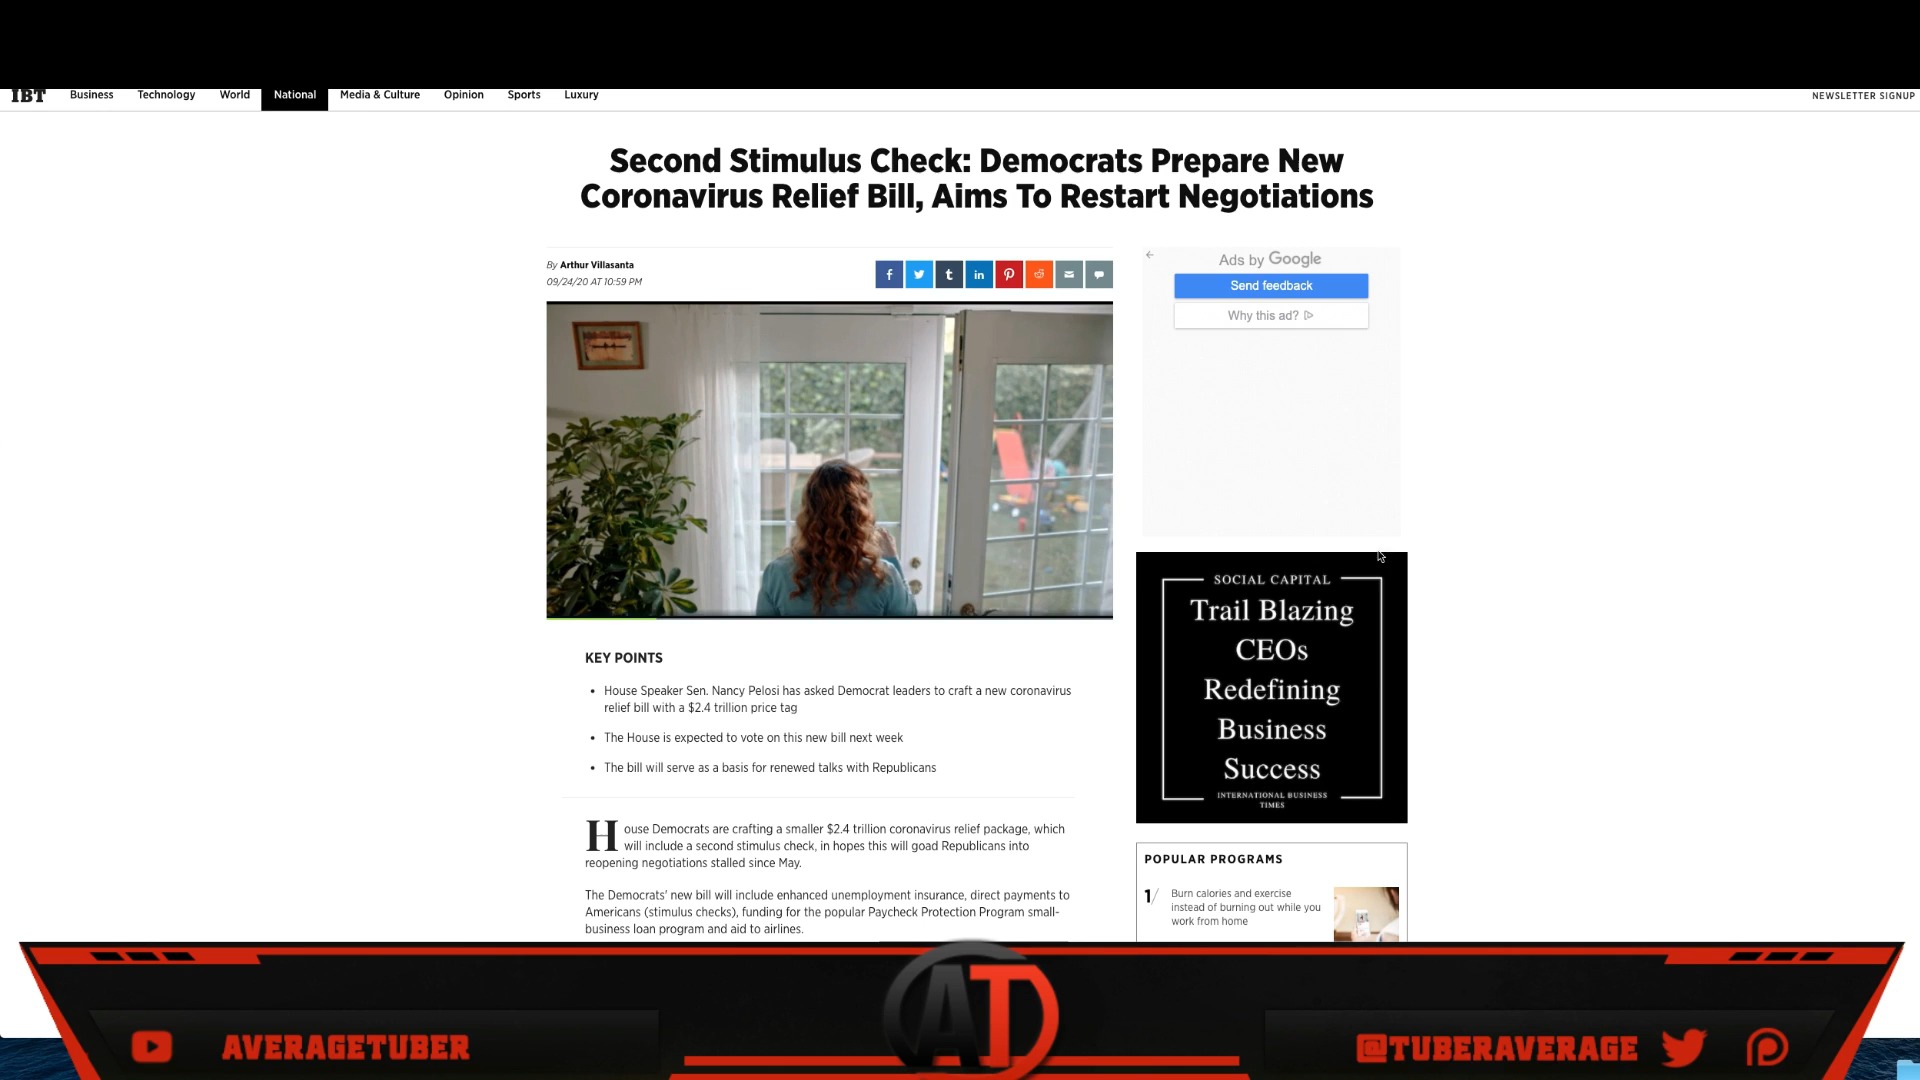 IBT Business Technology World National Media & Culture Opinion Sports Luxury NEWSLETTER SIGNUP
Second Stimulus Check: Democrats Prepare New
Coronavirus Relief Bill, Aims To Restart Negotiations
By Arthur Villasanta
09/24/20 AT 10:59 PM
Ads by Google
Send feedback
Why this ad?
KEY POINTS
• House Speaker Sen. Nancy Pelosi has asked Democrat leaders to craft a new coronavirus
relief bill with a $2.4 trillion price tag
• The House is expected to vote on this new bill next week
• The bill will serve as a basis for renewed talks with Republicans
House Democrats are crafting a smaller $2.4 trillion coronavirus relief package, which
will include a second stimulus check, in hopes this will goad Republicans into
reopening negotiations stalled since May.
The Democrats' new bill will include enhanced unemployment insurance, direct payments to
Americans (stimulus checks), funding for the popular Paycheck Protection Program small-
business loan program and aid to airlines.
SOCIAL CAPITAL
Trail Blazing
CEOs
Redefining
Business
Success
INTERNATIONAL BUSINESS
TIMES
POPULAR PROGRAMS
1/ Burn calories and exercise
instead of burning out while you
work from home
AVERAGETUBER
AT
@TUBERAVERAGE